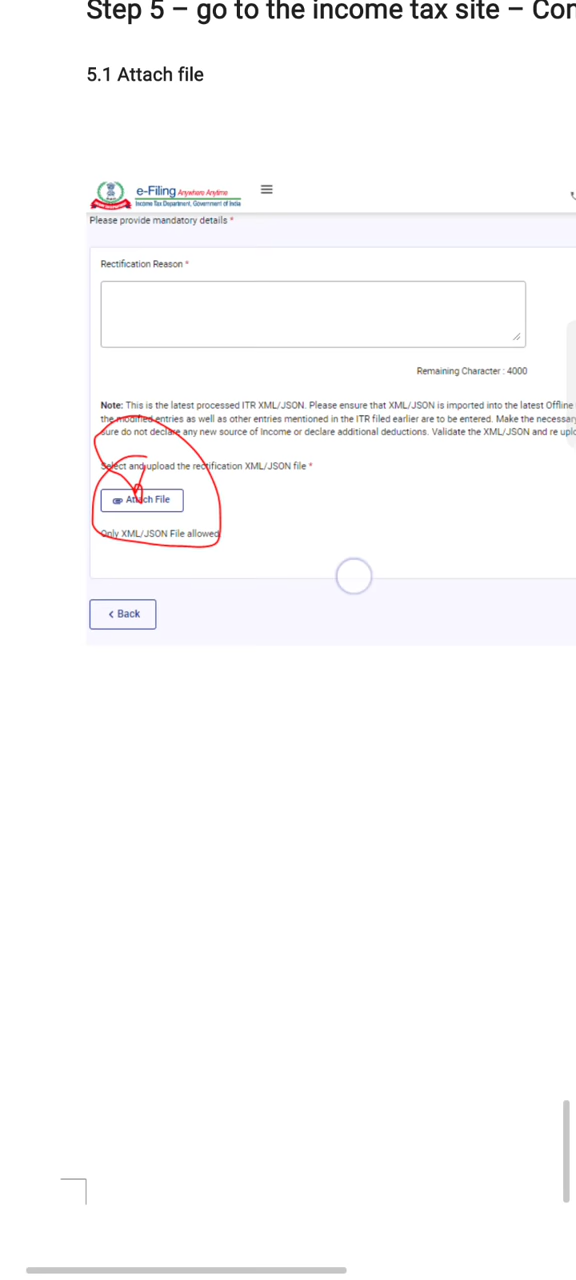 Step 5 – go to the income tax site – Con
5.1 Attach file
e-Filing Anywhere Anytime
Income Tax Department, Government of India
Please provide mandatory details *
Rectification Reason *
Remaining Character : 4000
Note: This is the latest processed ITR XML/JSON. Please ensure that XML/JSON is imported into the latest Offline
the modified entries as well as other entries mentioned in the ITR filed earlier are to be entered. Make the necessary
sure do not declare any new source of Income or declare additional deductions. Validate the XML/JSON and re uplo
Select and upload the rectification XML/JSON file *
Attach File
Only XML/JSON File allowed
< Back